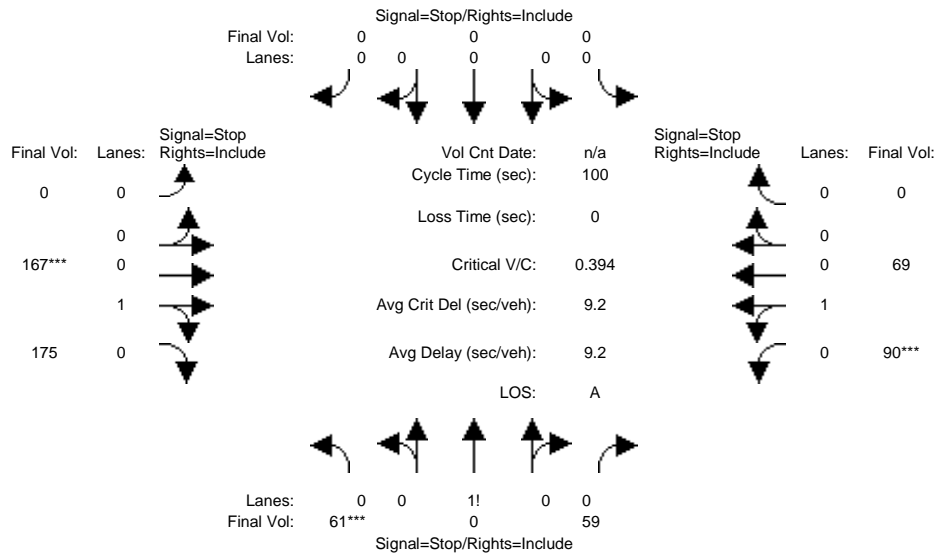 Signal=Stop/Rights=Include
Final Vol: 0 0 0
Lanes: 0 0 0 0 0
Signal=Stop Signal=Stop
Final Vol: Lanes: Rights=Include Vol Cnt Date: n/a Rights=Include Lanes: Final Vol:
Cycle Time (sec): 100
0 0 0 0
Loss Time (sec): 0
0 0
167*** 0 Critical V/C: 0.394 0 69
1 Avg Crit Del (sec/veh): 9.2 1
175 0 Avg Delay (sec/veh): 9.2 0 90***
LOS: A
Lanes: 0 0 1! 0 0
Final Vol: 61*** 0 59
Signal=Stop/Rights=Include